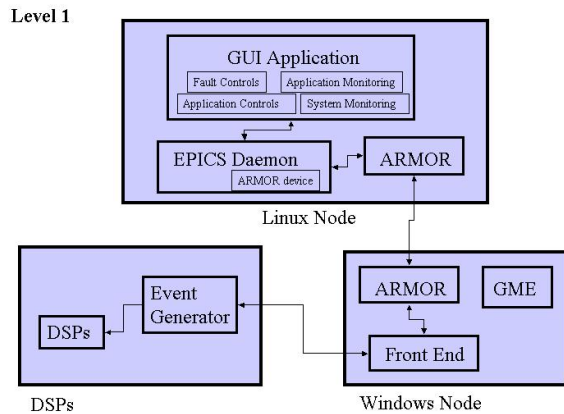 Level 1
GUI Application
Fault Controls
Application Monitoring
Application Controls
System Monitoring
EPICS Daemon
ARMOR device
ARMOR
Linux Node
Event
Generator
DSPs
DSPs
ARMOR
GME
Front End
Windows Node